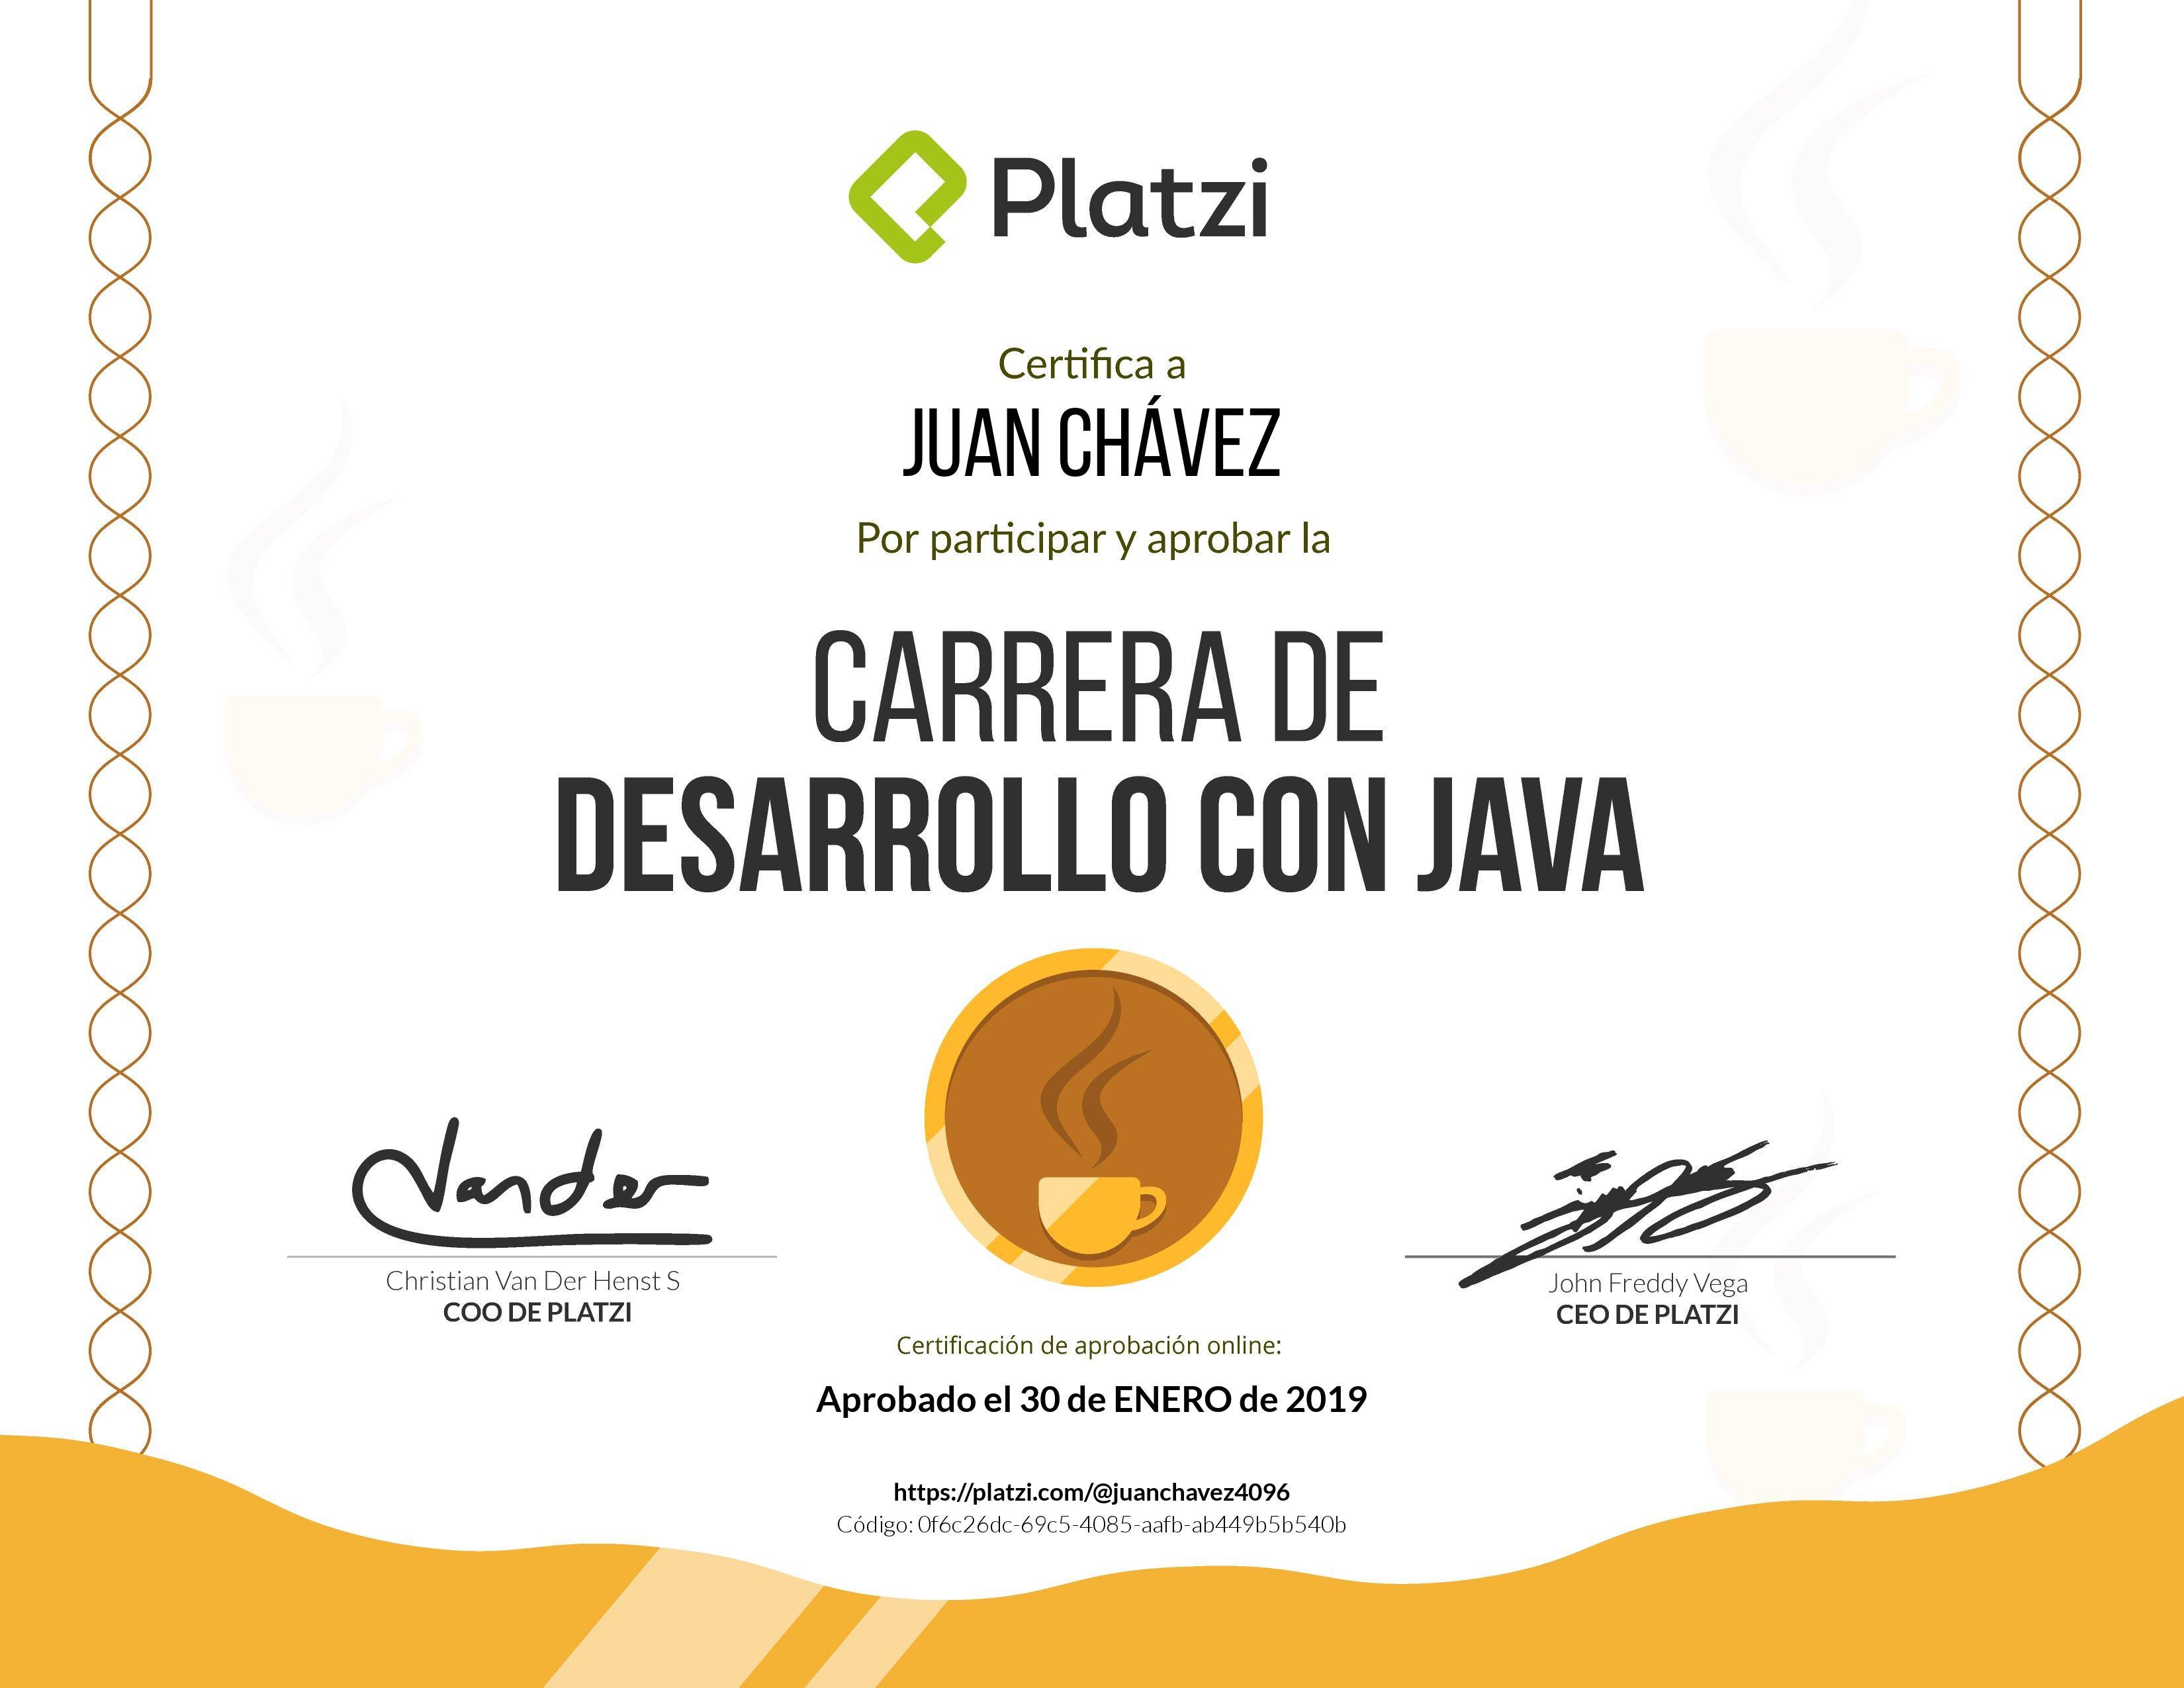 Platzi
Certifica a
JUAN CHÁVEZ
Por participar y aprobar la
CARRERA DE
DESARROLLO CON JAVA
Vander
Christian Van Der Henst S
COO DE PLATZI
John Freddy Vega
CEO DE PLATZI
Certificación de aprobación online:
Aprobado el 30 de ENERO de 2019
https://platzi.com/@juanchavez4096
Código: 0f6c26dc-69c5-4085-aafb-ab449b5b540b